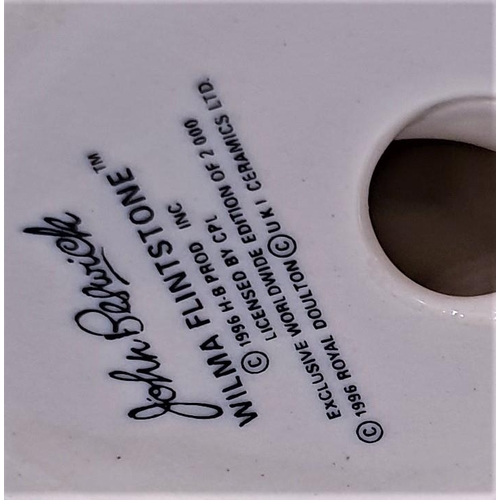 John Beswick
WILMA FLINTSTONE™
© 1996 H-B PROD INC
LICENSED BY CPL
EXCLUSIVE WORLDWIDE EDITION OF 2 000
© 1996 ROYAL DOULTON © U K I CERAMICS LTD.